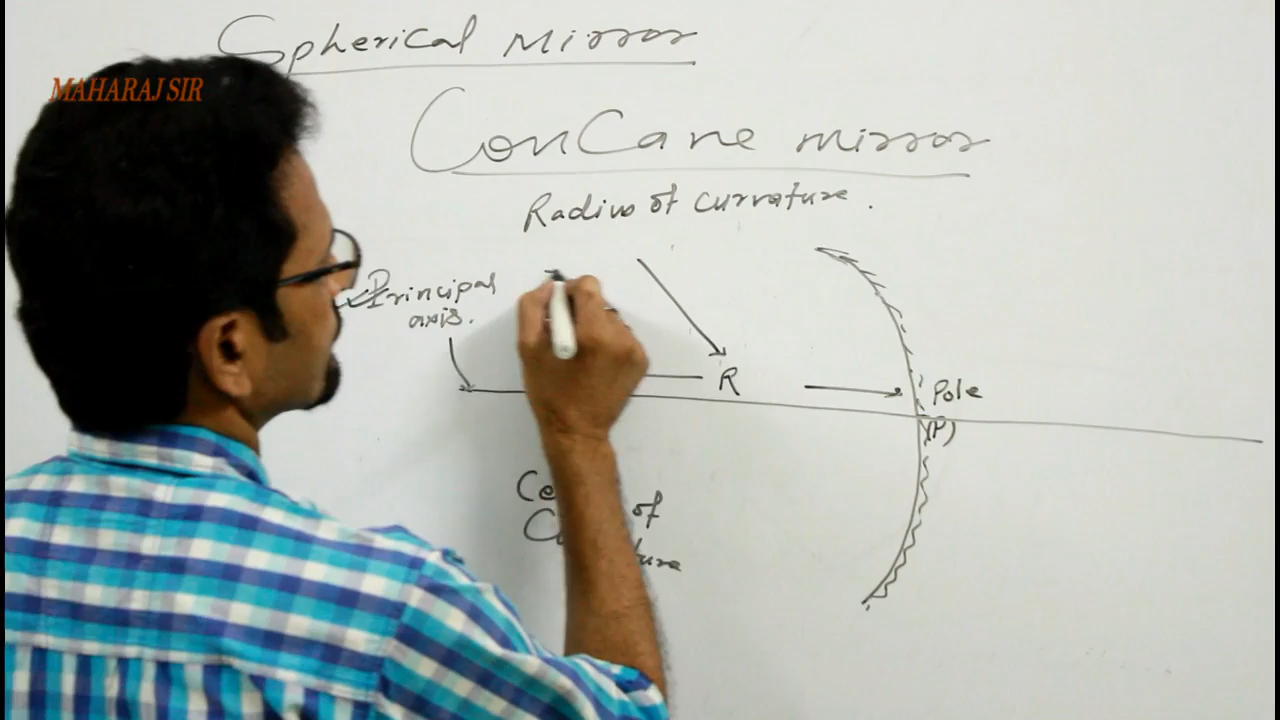 Spherical Mirror
MAHARAJ SIR
ConCave mirror
Radius of curvature.
Principal
axis.
R
Pole
(P)
of